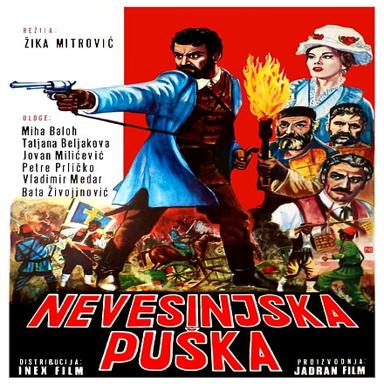 REŽIJA:
ŽIKA MITROVIĆ
ULOGE:
Miha Baloh
Tatjana Beljakova
Jovan Milićević
Petre Prličko
Vladimir Medar
Bata Živojinović
NEVESINJSKA
PUŠKA
DISTRIBUCIJA:
INEX FILM
PROIZVODNJA:
JADRAN FILM